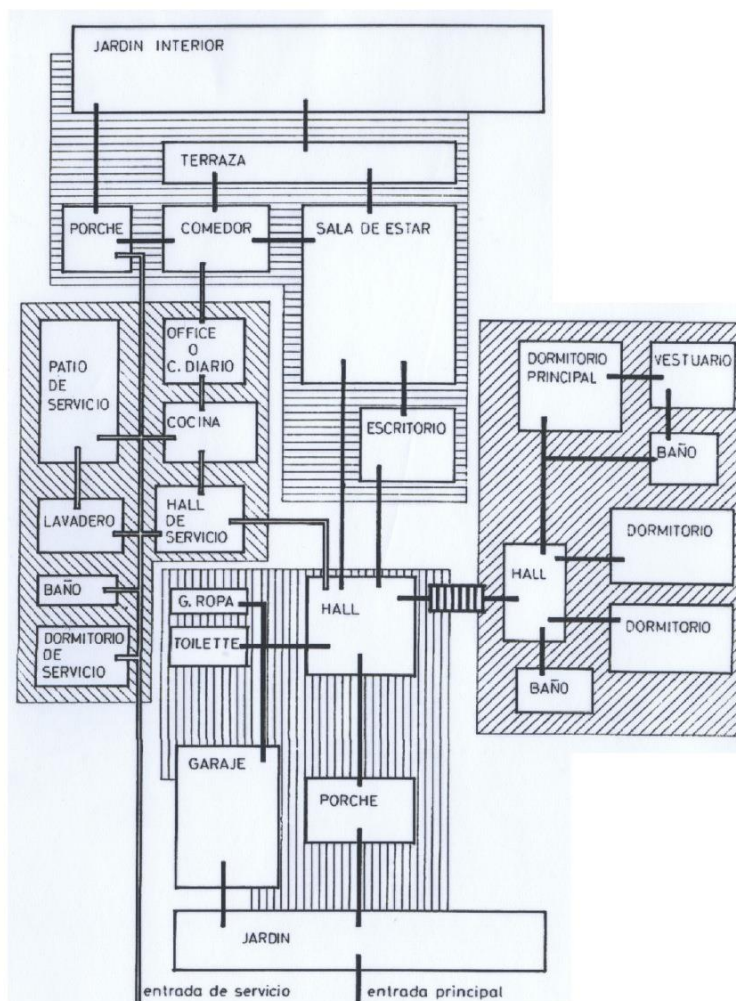 JARDIN INTERIOR
TERRAZA
PORCHE
COMEDOR
SALA DE ESTAR
OFFICE
O
C. DIARIO
PATIO
DE
SERVICIO
COCINA
ESCRITORIO
DORMITORIO
PRINCIPAL
VESTUARIO
BAÑO
LAVADERO
HALL
DE
SERVICIO
DORMITORIO
HALL
BAÑO
G. ROPA
HALL
DORMITORIO
TOILETTE
DORMITORIO
DE
SERVICIO
BAÑO
GARAJE
PORCHE
JARDIN
entrada de servicio
entrada principal